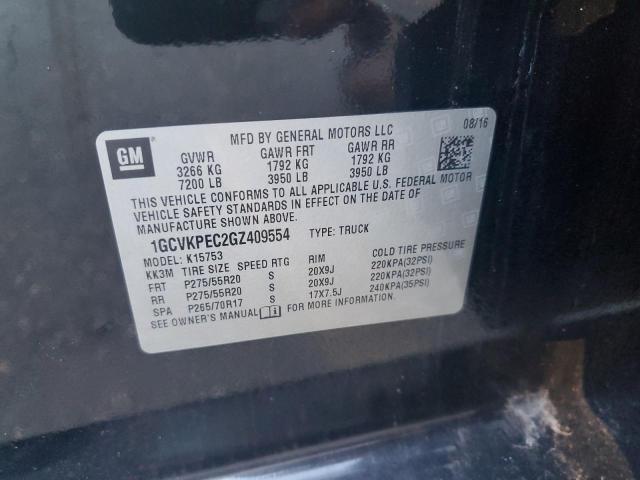 MFD BY GENERAL MOTORS LLC 08/16
GM
GVWR GAWR FRT GAWR RR
3266 KG 1792 KG 1792 KG
7200 LB 3950 LB 3950 LB
THIS VEHICLE CONFORMS TO ALL APPLICABLE U.S. FEDERAL MOTOR
VEHICLE SAFETY STANDARDS IN EFFECT ON THE DATE OF
MANUFACTURE SHOWN ABOVE.
1GCVKPEC2GZ409554 TYPE: TRUCK
MODEL: K15753
KK3M TIRE SIZE SPEED RTG RIM COLD TIRE PRESSURE
FRT P275/55R20 S 20X9J 220KPA(32PSI)
RR P275/55R20 S 20X9J 220KPA(32PSI)
SPA P265/70R17 S 17X7.5J 240KPA(35PSI)
SEE OWNER'S MANUAL FOR MORE INFORMATION.